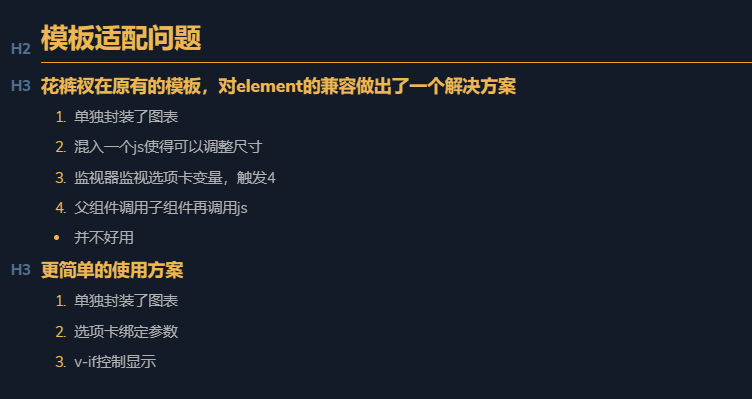 H2 模板适配问题
H3 花裤衩在原有的模板，对element的兼容做出了一个解决方案
1. 单独封装了图表
2. 混入一个js使得可以调整尺寸
3. 监视器监视选项卡变量，触发4
4. 父组件调用子组件再调用js
• 并不好用
H3 更简单的使用方案
1. 单独封装了图表
2. 选项卡绑定参数
3. v-if控制显示